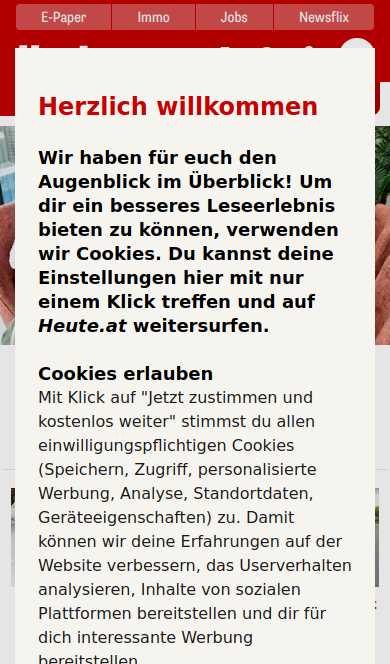 E-Paper
Immo
Jobs
Newsflix
Herzlich willkommen
Wir haben für euch den
Augenblick im Überblick! Um
dir ein besseres Leseerlebnis
bieten zu können, verwenden
wir Cookies. Du kannst deine
Einstellungen hier mit nur
einem Klick treffen und auf
Heute.at weitersurfen.
Cookies erlauben
Mit Klick auf "Jetzt zustimmen und
kostenlos weiter" stimmst du allen
einwilligungspflichtigen Cookies
(Speichern, Zugriff, personalisierte
Werbung, Analyse, Standortdaten,
Geräteeigenschaften) zu. Damit
können wir deine Erfahrungen auf der
Website verbessern, das Userverhalten
analysieren, Inhalte von sozialen
Plattformen bereitstellen und dir für
dich interessante Werbung
bereitstellen